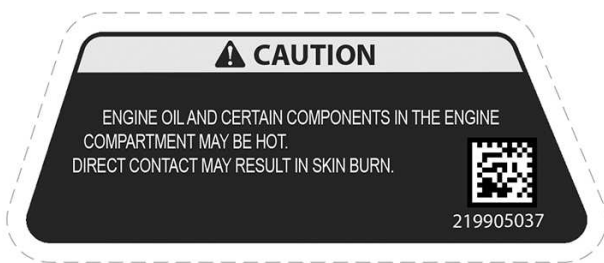 CAUTION
ENGINE OIL AND CERTAIN COMPONENTS IN THE ENGINE
COMPARTMENT MAY BE HOT.
DIRECT CONTACT MAY RESULT IN SKIN BURN.
219905037